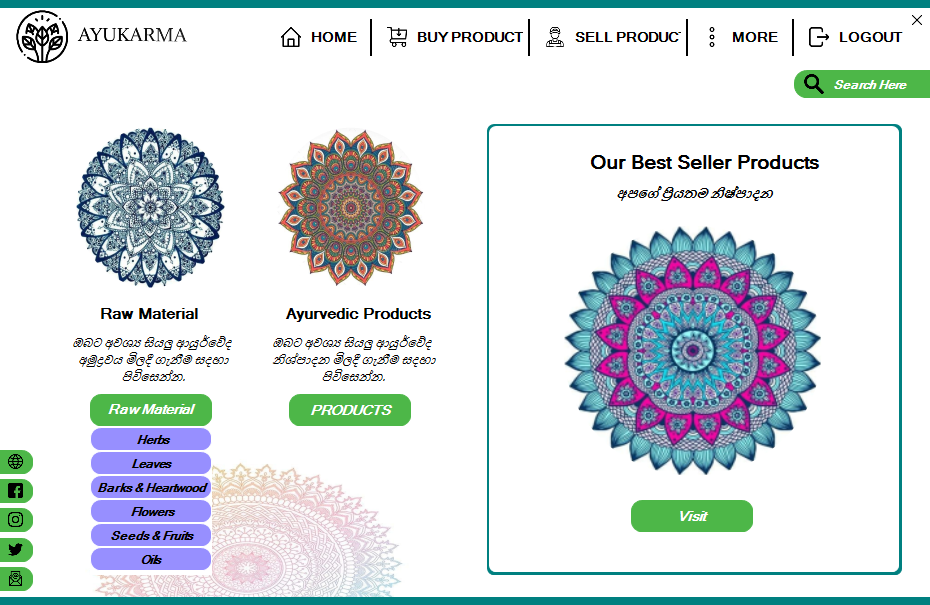 AYUKARMA
HOME
BUY PRODUCT
SELL PRODUC
MORE
LOGOUT
Search Here
Raw Material
ඔබට අවශ්‍ය සියලු ආයුර්වේද
අමුද්‍රව්‍ය මිලදී ගැනීම සදහා
පිවිසෙන්න.
Raw Material
Herbs
Leaves
Barks & Heartwood
Flowers
Seeds & Fruits
Oils
Ayurvedic Products
ඔබට අවශ්‍ය සියලු ආයුර්වේද
නිශ්පාදන මිලදී ගැනීම සදහා
පිවිසෙන්න.
PRODUCTS
Our Best Seller Products
අපගේ ප්‍රියතම නිෂ්පාදන
Visit